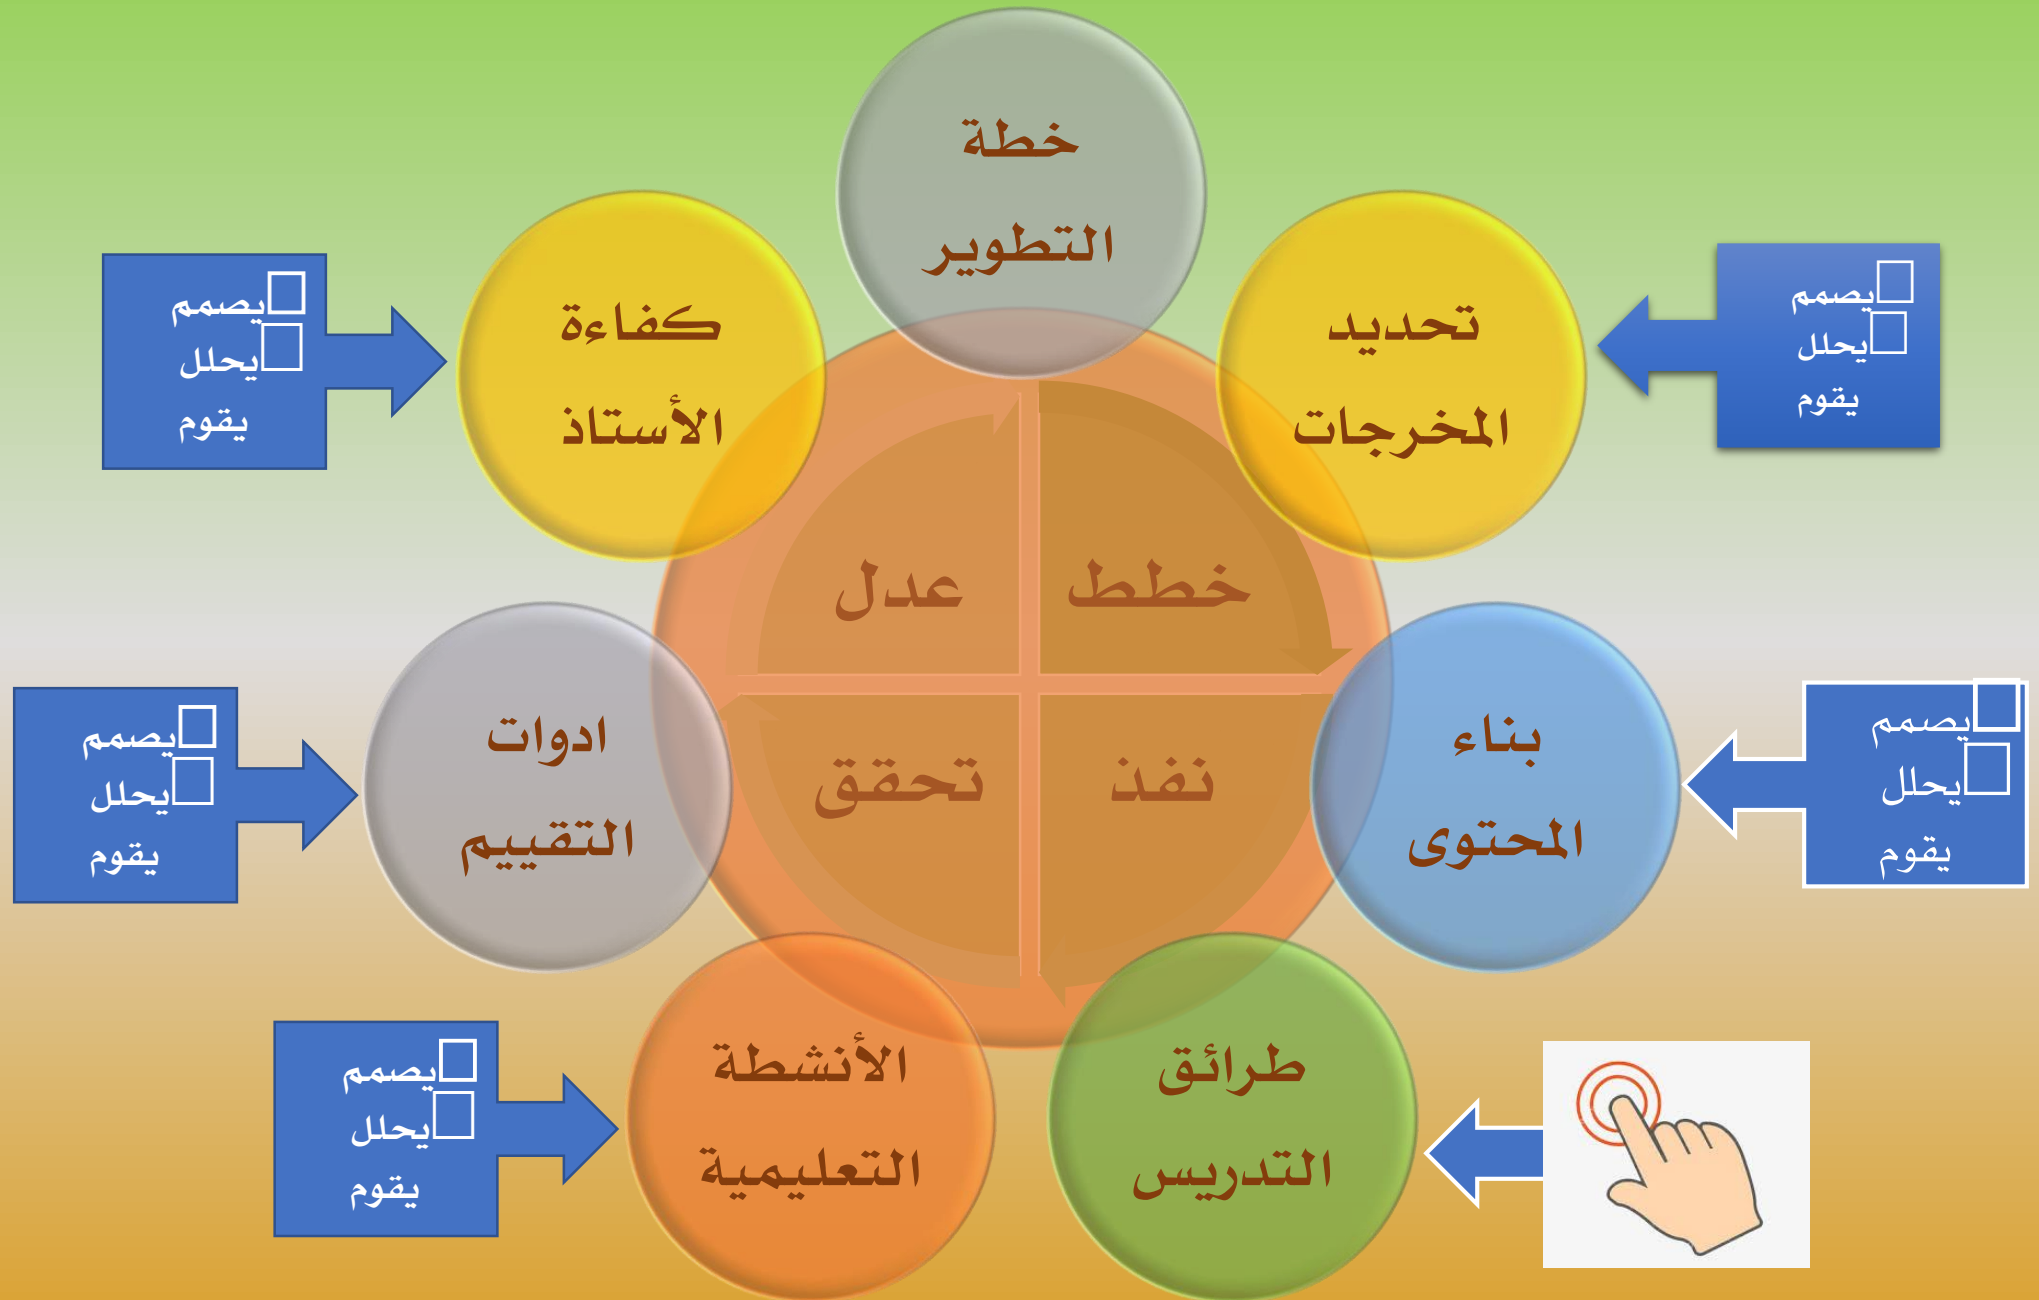 خطة
التطوير
تحديد
المخرجات
يصمم
يحلل
يقوم
بناء
المحتوى
يصمم
يحلل
يقوم
طرائق
التدريس
الأنشطة
التعليمية
يصمم
يحلل
يقوم
ادوات
التقييم
يصمم
يحلل
يقوم
كفاءة
الأستاذ
يصمم
يحلل
يقوم
خطط
نفذ
تحقق
عدل